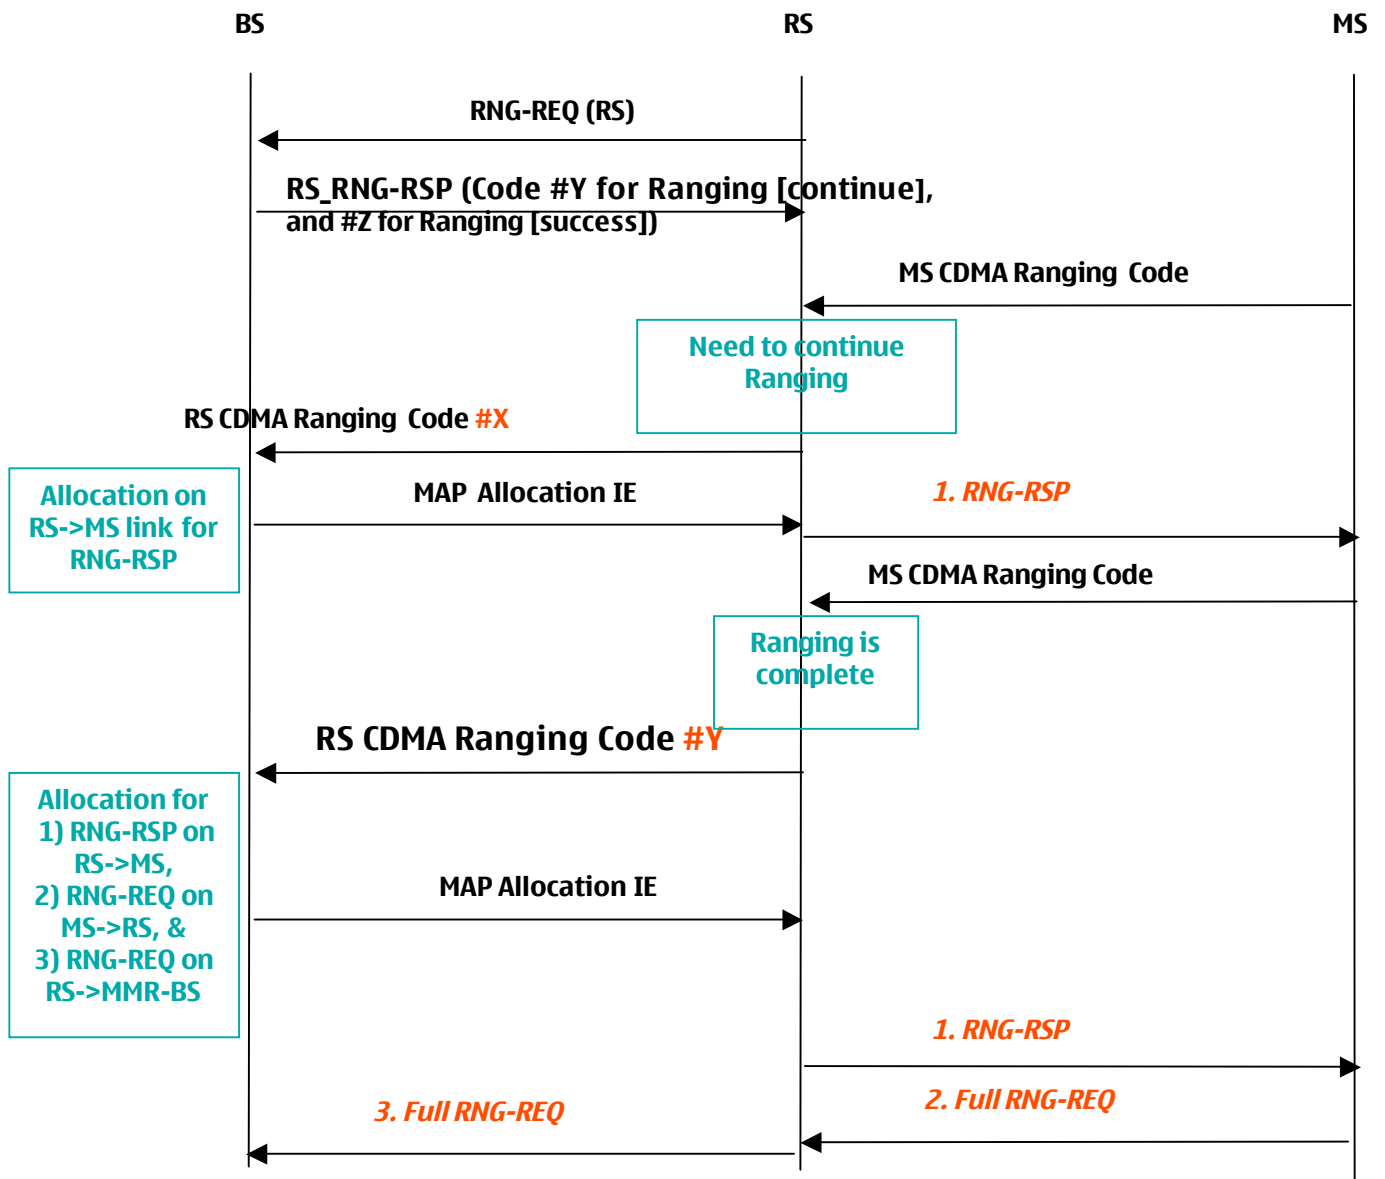 BS RS MS
RNG-REQ (RS)
RS_RNG-RSP (Code #Y for Ranging [continue],
and #Z for Ranging [success])
MS CDMA Ranging Code
Need to continue
Ranging
RS CDMA Ranging Code #X
Allocation on
RS->MS link for
RNG-RSP
MAP Allocation IE
1. RNG-RSP
MS CDMA Ranging Code
Ranging is
complete
RS CDMA Ranging Code #Y
Allocation for
1) RNG-RSP on
RS->MS,
2) RNG-REQ on
MS->RS, &
3) RNG-REQ on
RS->MMR-BS
MAP Allocation IE
1. RNG-RSP
2. Full RNG-REQ
3. Full RNG-REQ